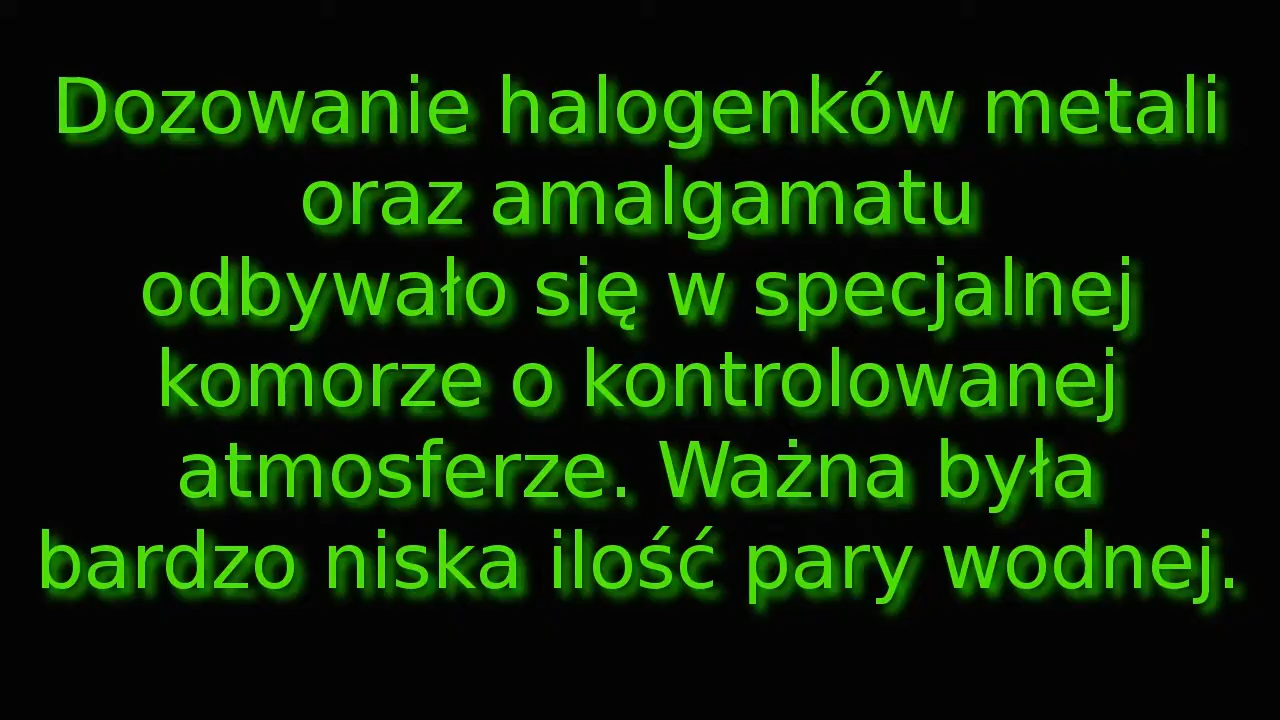 Dozowanie halogenków metali
oraz amalgamatu
odbywało się w specjalnej
komorze o kontrolowanej
atmosferze. Ważna była
bardzo niska ilość pary wodnej.